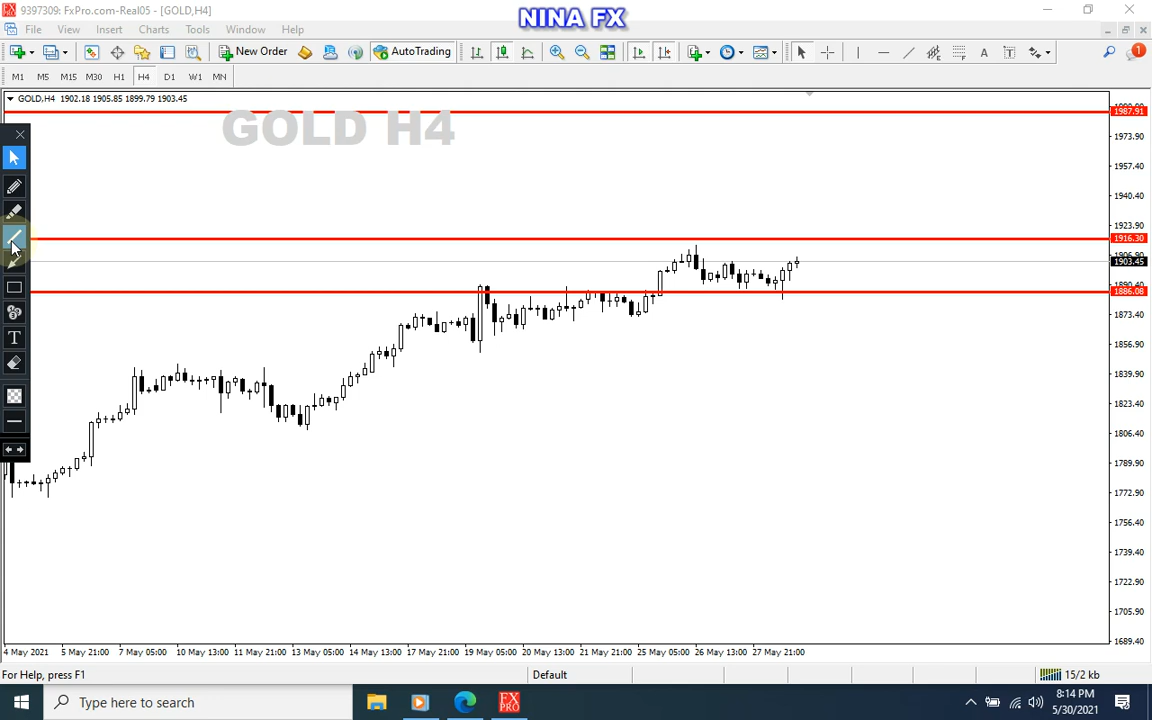 9397309: FxPro.com-Real05 - [GOLD,H4]
NINA FX
File View Insert Charts Tools Window Help
New Order AutoTrading 1
M1 M5 M15 M30 H1 H4 D1 W1 MN
GOLD,H4 1902.18 1905.85 1899.79 1903.45
GOLD H4
1987.91
1973.90
1957.40
1940.40
1923.90
1916.30
1906.90
1903.45
1890.40
1886.08
1873.40
1856.90
1839.90
1823.40
1806.40
1789.90
1772.90
1756.40
1739.40
1722.90
1705.90
1689.40
T
4 May 2021 5 May 21:00 7 May 05:00 10 May 13:00 11 May 21:00 13 May 05:00 14 May 13:00 17 May 21:00 19 May 05:00 20 May 13:00 21 May 21:00 25 May 05:00 26 May 13:00 27 May 21:00
For Help, press F1 Default 15/2 kb
Type here to search FX PRO 8:14 PM
5/30/2021